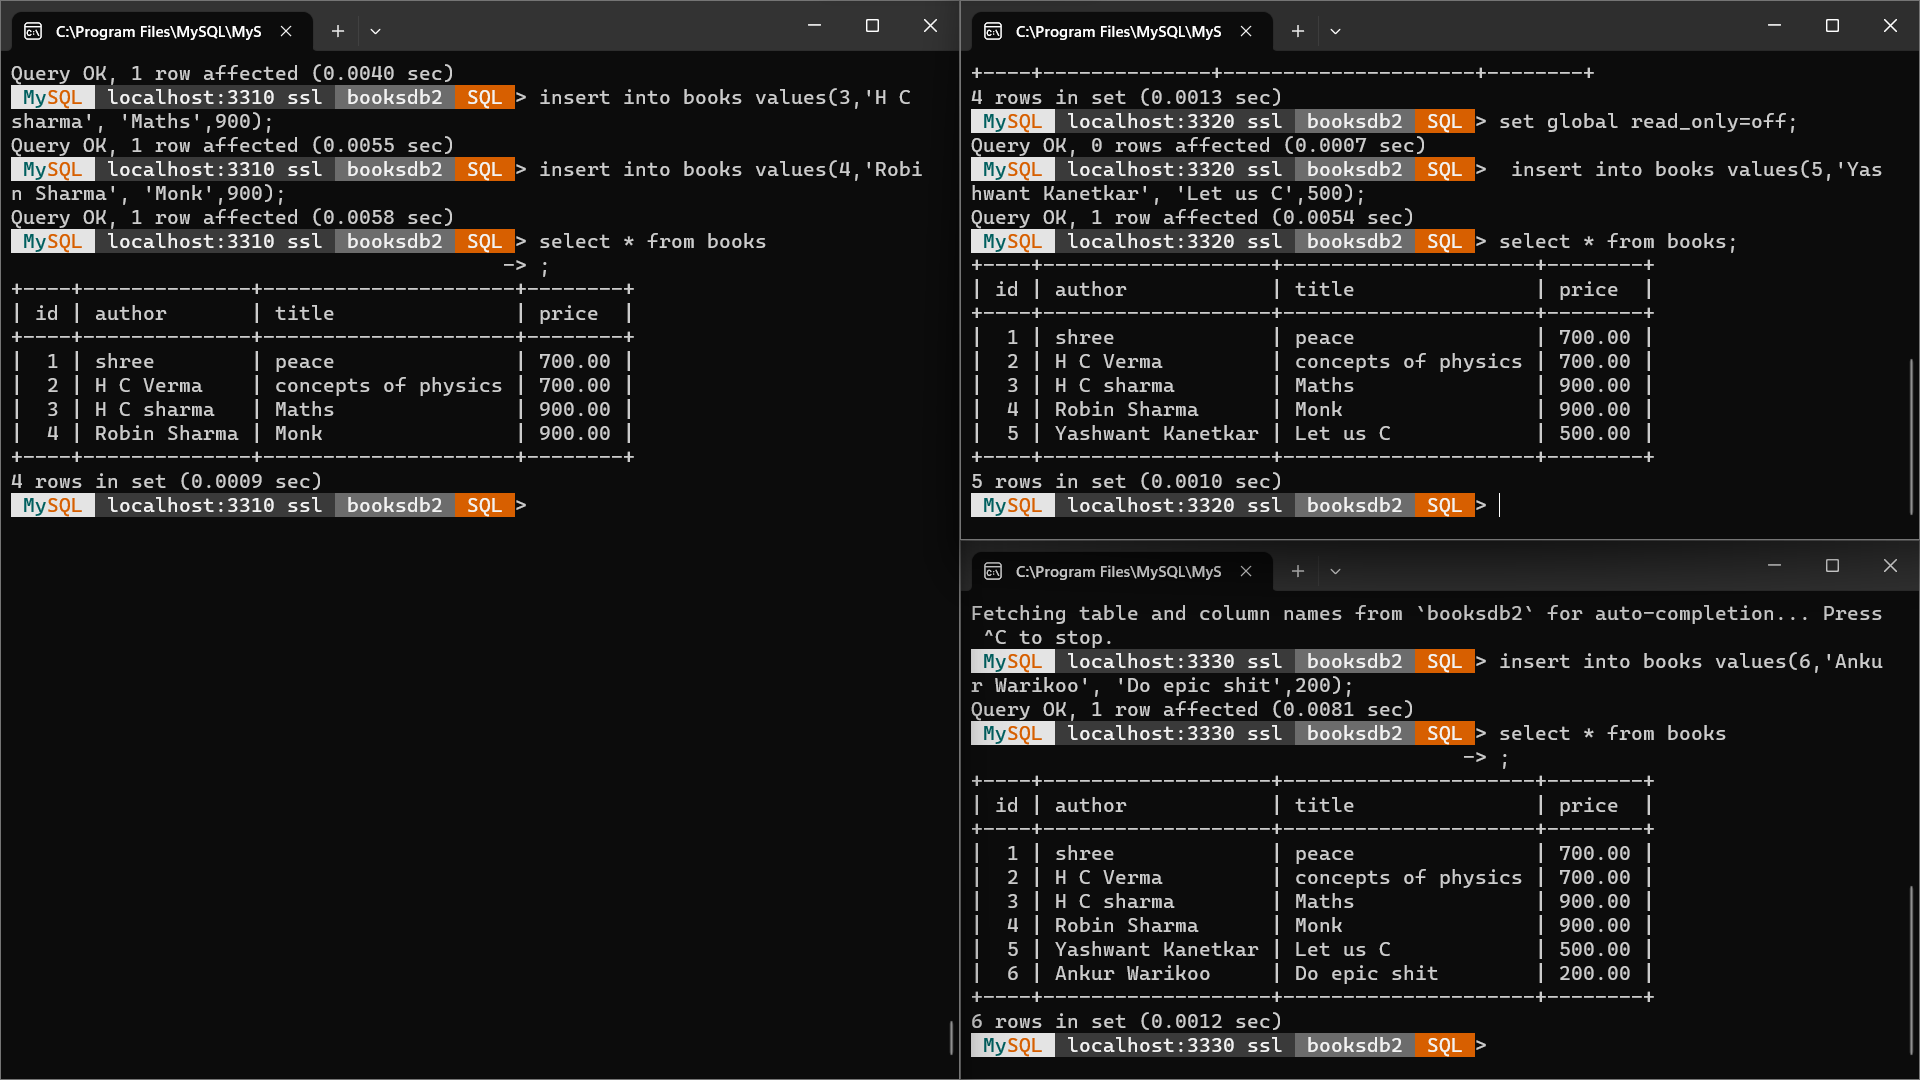 C:\Program Files\MySQL\MyS
Query OK, 1 row affected (0.0040 sec)
MySQL localhost:3310 ssl booksdb2 SQL > insert into books values(3,'H C
sharma', 'Maths',900);
Query OK, 1 row affected (0.0055 sec)
MySQL localhost:3310 ssl booksdb2 SQL > insert into books values(4,'Robi
n Sharma', 'Monk',900);
Query OK, 1 row affected (0.0058 sec)
MySQL localhost:3310 ssl booksdb2 SQL > select * from books
-> ;
+----+--------------+---------------------+--------+
| id | author       | title               | price  |
+----+--------------+---------------------+--------+
|  1 | shree        | peace               | 700.00 |
|  2 | H C Verma    | concepts of physics | 700.00 |
|  3 | H C sharma   | Maths               | 900.00 |
|  4 | Robin Sharma | Monk                | 900.00 |
+----+--------------+---------------------+--------+
4 rows in set (0.0009 sec)
MySQL localhost:3310 ssl booksdb2 SQL >
C:\Program Files\MySQL\MyS
+----+--------------+---------------------+--------+
4 rows in set (0.0013 sec)
MySQL localhost:3320 ssl booksdb2 SQL > set global read_only=off;
Query OK, 0 rows affected (0.0007 sec)
MySQL localhost:3320 ssl booksdb2 SQL >  insert into books values(5,'Yas
hwant Kanetkar', 'Let us C',500);
Query OK, 1 row affected (0.0054 sec)
MySQL localhost:3320 ssl booksdb2 SQL > select * from books;
+----+-------------------+---------------------+--------+
| id | author            | title               | price  |
+----+-------------------+---------------------+--------+
|  1 | shree             | peace               | 700.00 |
|  2 | H C Verma         | concepts of physics | 700.00 |
|  3 | H C sharma        | Maths               | 900.00 |
|  4 | Robin Sharma      | Monk                | 900.00 |
|  5 | Yashwant Kanetkar | Let us C            | 500.00 |
+----+-------------------+---------------------+--------+
5 rows in set (0.0010 sec)
MySQL localhost:3320 ssl booksdb2 SQL >
C:\Program Files\MySQL\MyS
Fetching table and column names from `booksdb2` for auto-completion... Press
^C to stop.
MySQL localhost:3330 ssl booksdb2 SQL > insert into books values(6,'Anku
r Warikoo', 'Do epic shit',200);
Query OK, 1 row affected (0.0081 sec)
MySQL localhost:3330 ssl booksdb2 SQL > select * from books
-> ;
+----+-------------------+---------------------+--------+
| id | author            | title               | price  |
+----+-------------------+---------------------+--------+
|  1 | shree             | peace               | 700.00 |
|  2 | H C Verma         | concepts of physics | 700.00 |
|  3 | H C sharma        | Maths               | 900.00 |
|  4 | Robin Sharma      | Monk                | 900.00 |
|  5 | Yashwant Kanetkar | Let us C            | 500.00 |
|  6 | Ankur Warikoo     | Do epic shit        | 200.00 |
+----+-------------------+---------------------+--------+
6 rows in set (0.0012 sec)
MySQL localhost:3330 ssl booksdb2 SQL >